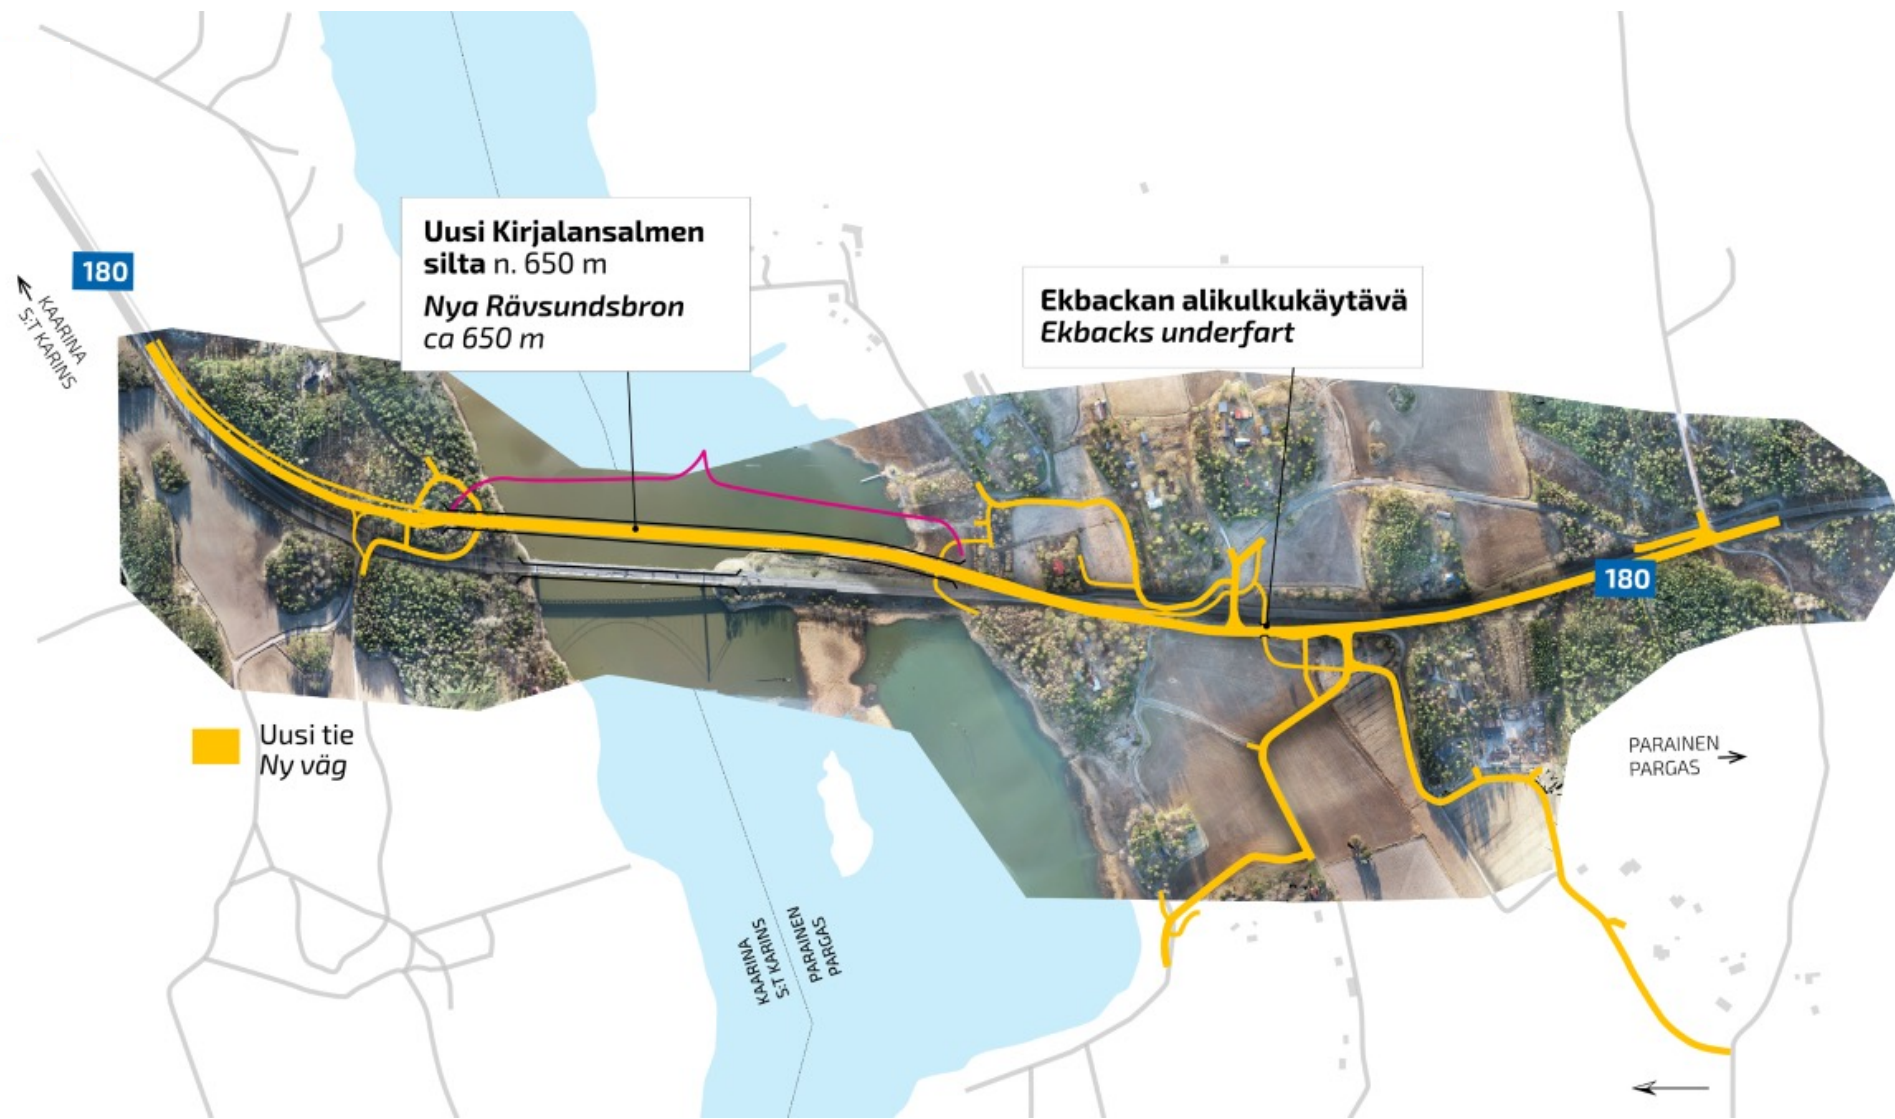 180
KAARINA
S:T KARINS
Uusi Kirjalansalmen
silta n. 650 m
Nya Rävsundsbron
ca 650 m
Ekbackan alikulkukäytävä
Ekbacks underfart
180
Uusi tie
Ny väg
PARAINEN
PARGAS
KAARINA
S:T KARINS
PARAINEN
PARGAS